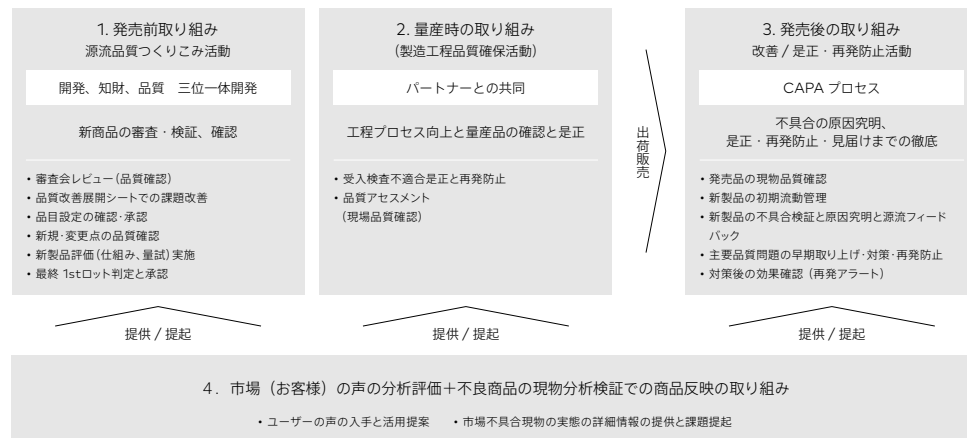 1. 発売前取り組み
源流品質つくりこみ活動
開発、知財、品質　三位一体開発
新商品の審査・検証、確認
• 審査会レビュー（品質確認）
• 品質改善展開シートでの課題改善
• 品目設定の確認・承認
• 新規・変更点の品質確認
• 新製品評価（仕組み、量試）実施
• 最終 1stロット判定と承認
2. 量産時の取り組み
（製造工程品質確保活動）
パートナーとの共同
工程プロセス向上と量産品の確認と是正
• 受入検査不適合是正と再発防止
• 品質アセスメント
（現場品質確認）
出荷販売
3. 発売後の取り組み
改善 / 是正・再発防止活動
CAPA プロセス
不具合の原因究明、
是正・再発防止・見届けまでの徹底
• 発売品の現物品質確認
• 新製品の初期流動管理
• 新製品の不具合検証と原因究明と源流フィード
バック
• 主要品質問題の早期取り上げ・対策・再発防止
• 対策後の効果確認（再発アラート）
提供 / 提起
提供 / 提起
提供 / 提起
４．市場（お客様）の声の分析評価＋不良商品の現物分析検証での商品反映の取り組み
• ユーザーの声の入手と活用提案　• 市場不具合現物の実態の詳細情報の提供と課題提起